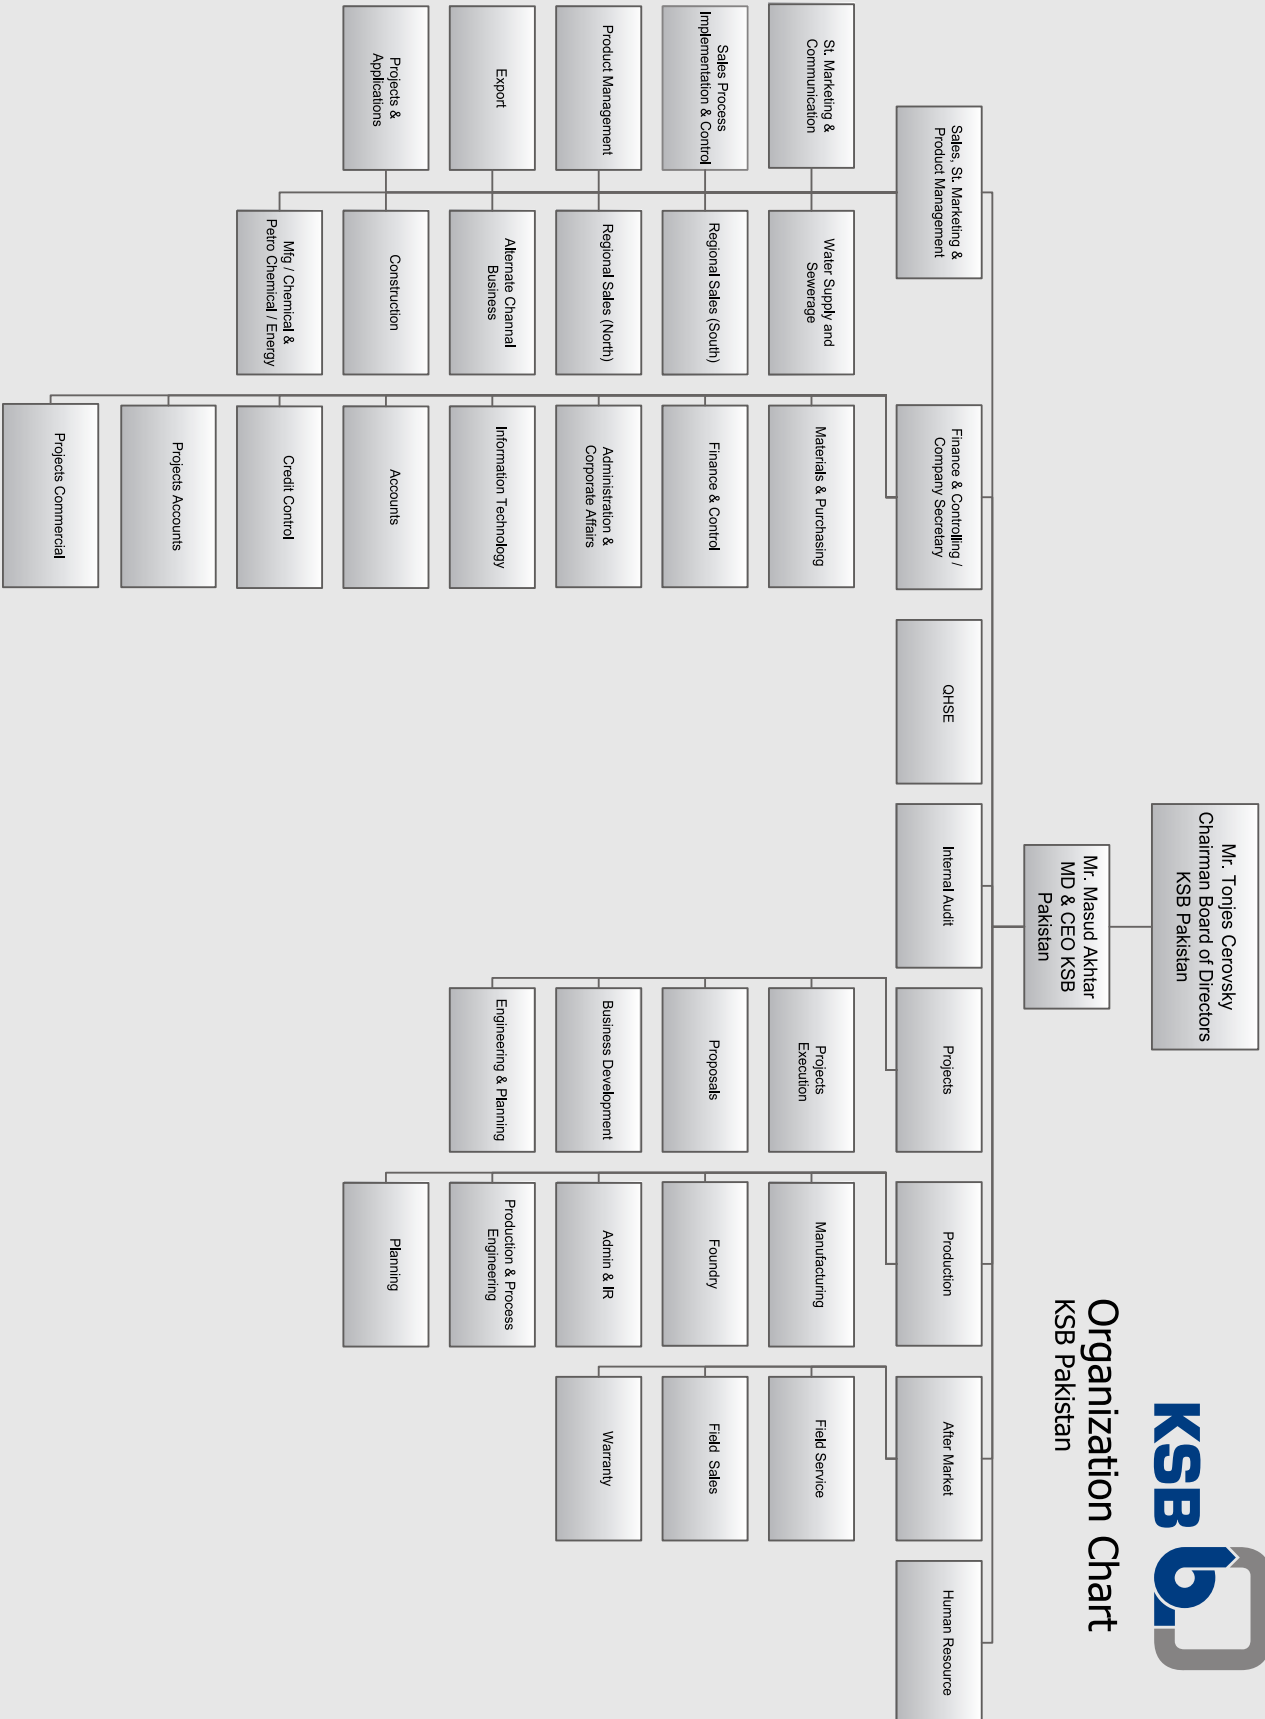 KSB
Organization Chart
KSB Pakistan
Mr. Tonjes Cerovsky
Chairman Board of Directors
KSB Pakistan
Mr. Masud Akhtar
MD & CEO KSB
Pakistan
Sales, St. Marketing &
Product Management
Finance & Controlling /
Company Secretary
QHSE
Internal Audit
Projects
Production
After Market
Human Resource
St. Marketing &
Communication
Water Supply and
Sewerage
Sales Process
Implementation & Control
Regional Sales (South)
Product Management
Regional Sales (North)
Export
Alternate Channal
Business
Projects &
Applications
Construction
Mfg / Chemical &
Petro Chemical / Energy
Materials & Purchasing
Finance & Control
Administration &
Corporate Affairs
Information Technology
Accounts
Credit Control
Projects Accounts
Projects Commercial
Projects
Execution
Proposals
Business Development
Engineering & Planning
Manufacturing
Foundry
Admin & IR
Production & Process
Engineering
Planning
Field Service
Field Sales
Warranty